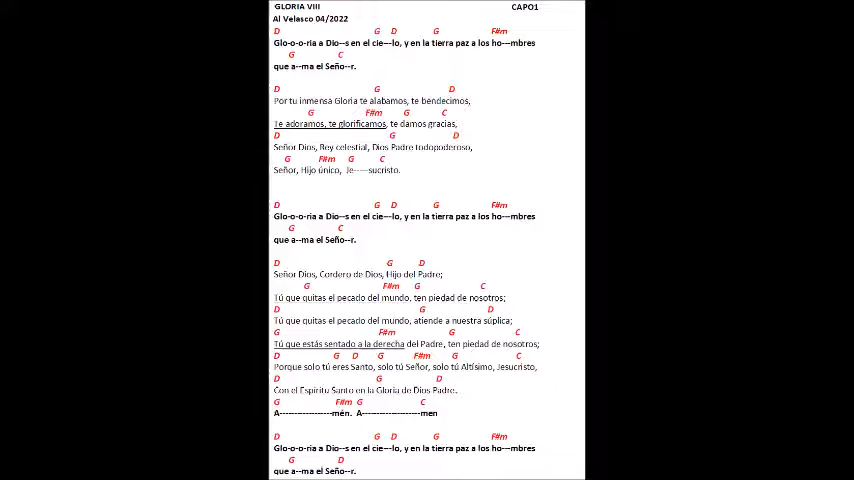 GLORIA VIII CAPO1
Al Velasco 04/2022
D G D G F#m
Glo-o-o-ria a Dio--s en el cie---lo, y en la tierra paz a los ho---mbres
G C
que a--ma el Seño--r.
D G D
Por tu inmensa Gloria te alabamos, te bendecimos,
G F#m G C
Te adoramos, te glorificamos, te damos gracias,
D G D
Señor Dios, Rey celestial, Dios Padre todopoderoso,
G F#m G C
Señor, Hijo único, Je-----sucristo.
D G D G F#m
Glo-o-o-ria a Dio--s en el cie---lo, y en la tierra paz a los ho---mbres
G C
que a--ma el Seño--r.
D G D
Señor Dios, Cordero de Dios, Hijo del Padre;
G F#m G C
Tú que quitas el pecado del mundo, ten piedad de nosotros;
D G D
Tú que quitas el pecado del mundo, atiende a nuestra súplica;
G F#m G C
Tú que estás sentado a la derecha del Padre, ten piedad de nosotros;
D G D G F#m G C
Porque solo tú eres Santo, solo tú Señor, solo tú Altísimo, Jesucristo,
D G D
Con el Espíritu Santo en la Gloria de Dios Padre.
G F#m G C
A------------------mén. A--------------------men
D G D G F#m
Glo-o-o-ria a Dio--s en el cie---lo, y en la tierra paz a los ho---mbres
G D
que a--ma el Seño--r.